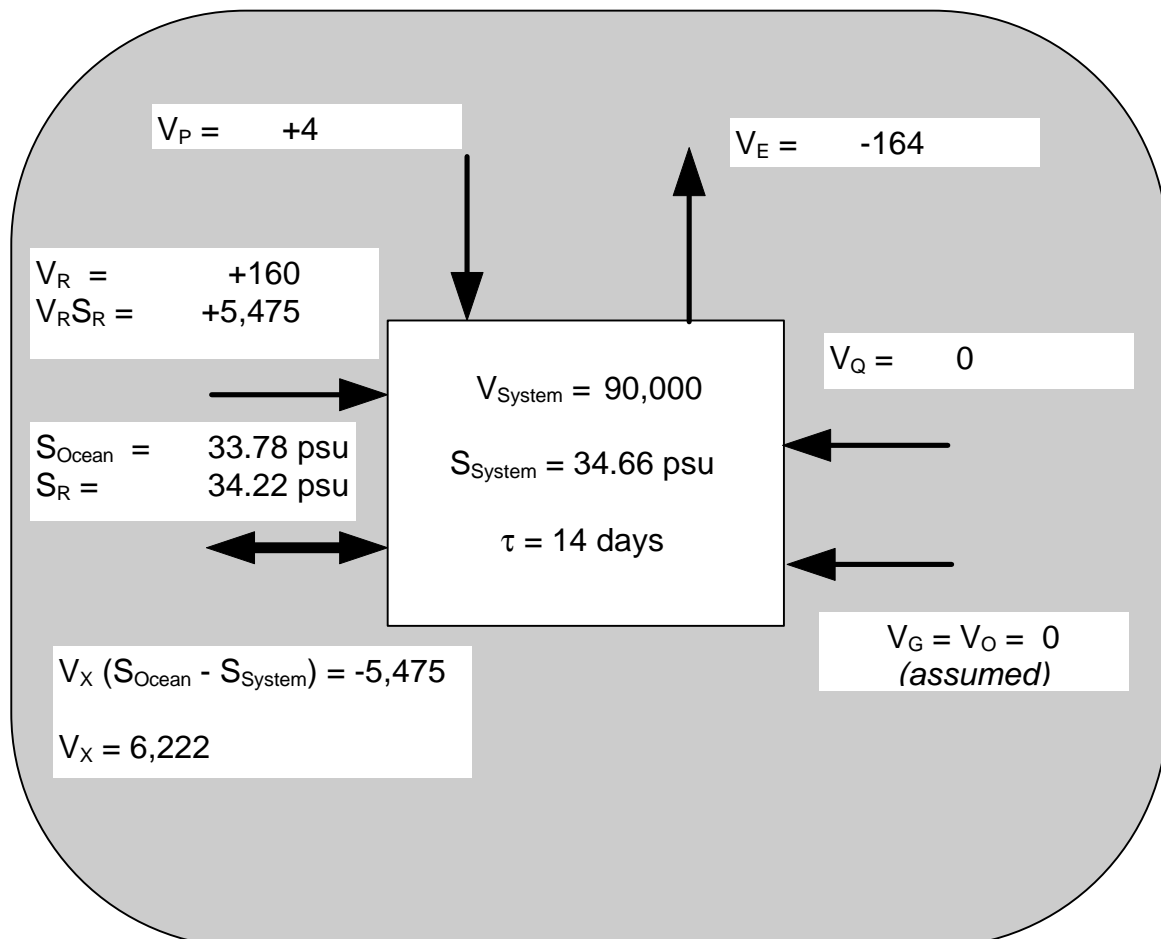 V_P = +4
V_E = -164
V_R = +160
V_RS_R = +5,475
V_Q = 0
V_System = 90,000
S_Ocean = 33.78 psu
S_R = 34.22 psu
S_System = 34.66 psu
τ = 14 days
V_G = V_O = 0
(assumed)
V_X (S_Ocean - S_System) = -5,475
V_X = 6,222